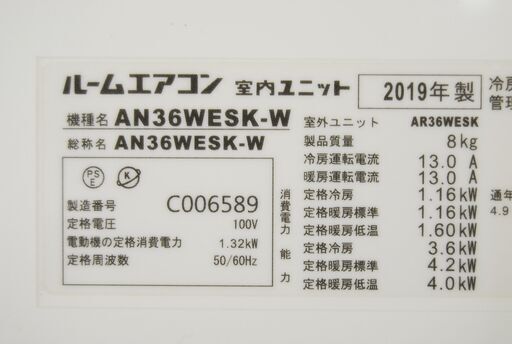 ルームエアコン 室内ユニット 2019年製
機種名 AN36WESK-W
総称名 AN36WESK-W
PSE K
製造番号 C006589
定格電圧 100V
電動機の定格消費電力 1.32kW
定格周波数 50/60Hz
室外ユニット AR36WESK
製品質量 8kg
冷房運転電流 13.0 A
暖房運転電流 13.0 A
消費電力
定格冷房 1.16kW
定格暖房標準 1.16kW
定格暖房低温 1.60kW
能力
定格冷房 3.6kW
定格暖房標準 4.2kW
定格暖房低温 4.0kW
冷房
管理
通年
4.9